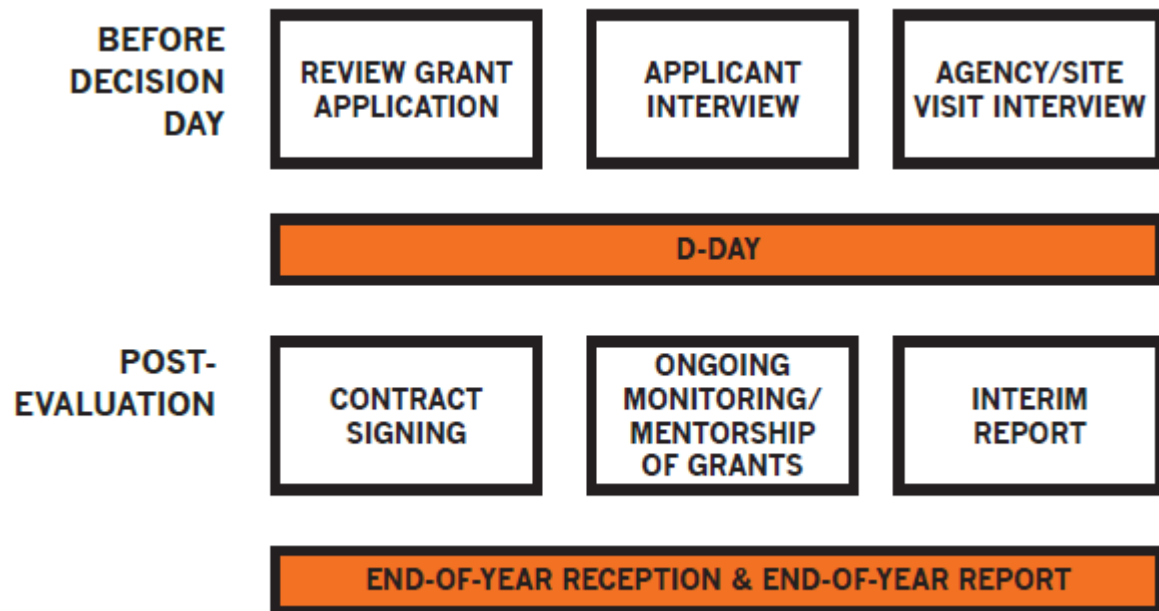 BEFORE
DECISION
DAY
REVIEW GRANT
APPLICATION
APPLICANT
INTERVIEW
AGENCY/SITE
VISIT INTERVIEW
D-DAY
POST-
EVALUATION
CONTRACT
SIGNING
ONGOING
MONITORING/
MENTORSHIP
OF GRANTS
INTERIM
REPORT
END-OF-YEAR RECEPTION & END-OF-YEAR REPORT